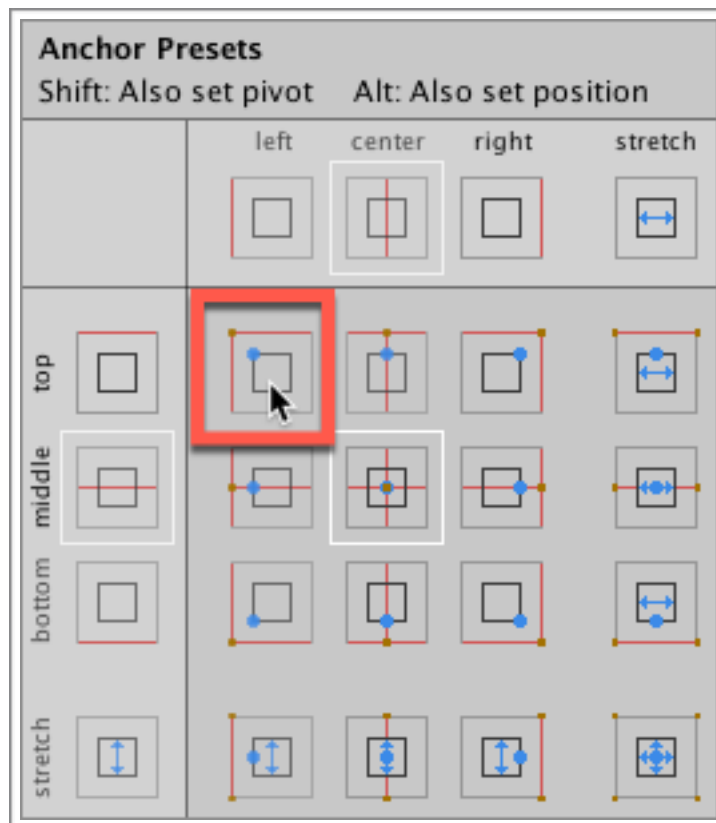 Anchor Presets
Shift: Also set pivot Alt: Also set position
left center right stretch
top
middle
bottom
stretch